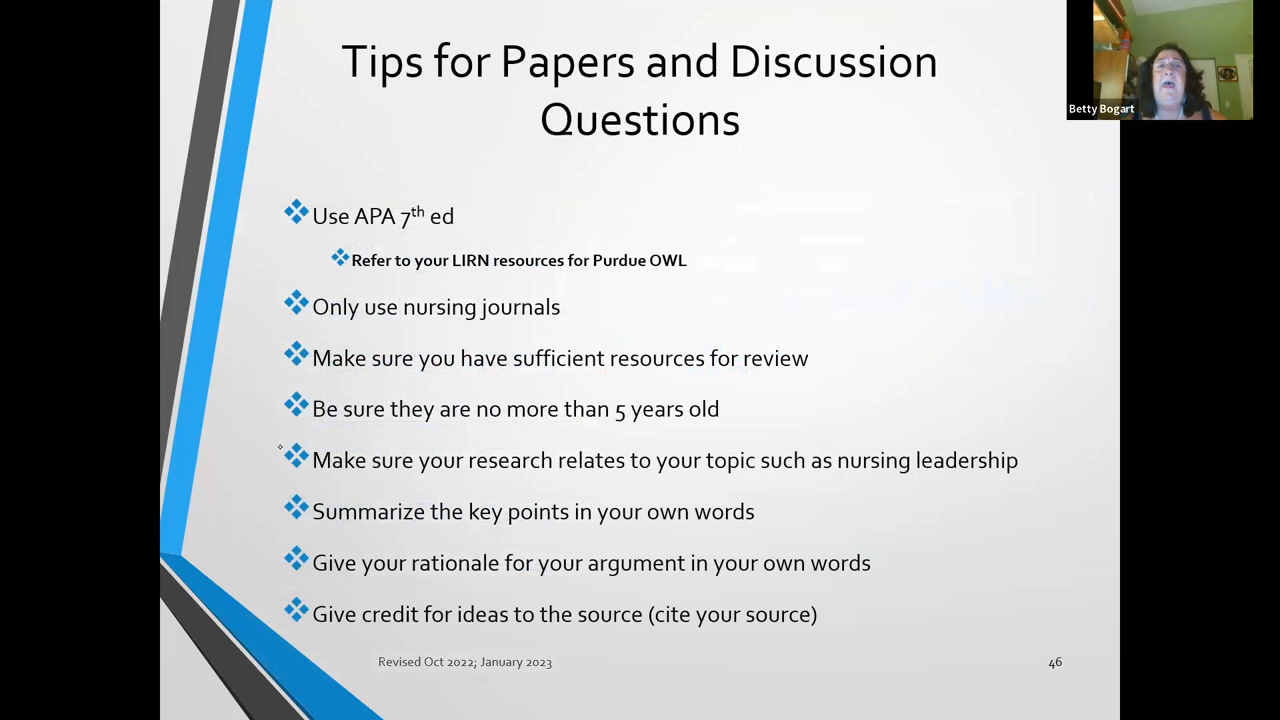 Tips for Papers and Discussion
Questions
Betty Bogart
Use APA 7th ed
Refer to your LIRN resources for Purdue OWL
Only use nursing journals
Make sure you have sufficient resources for review
Be sure they are no more than 5 years old
Make sure your research relates to your topic such as nursing leadership
Summarize the key points in your own words
Give your rationale for your argument in your own words
Give credit for ideas to the source (cite your source)
Revised Oct 2022; January 2023
46